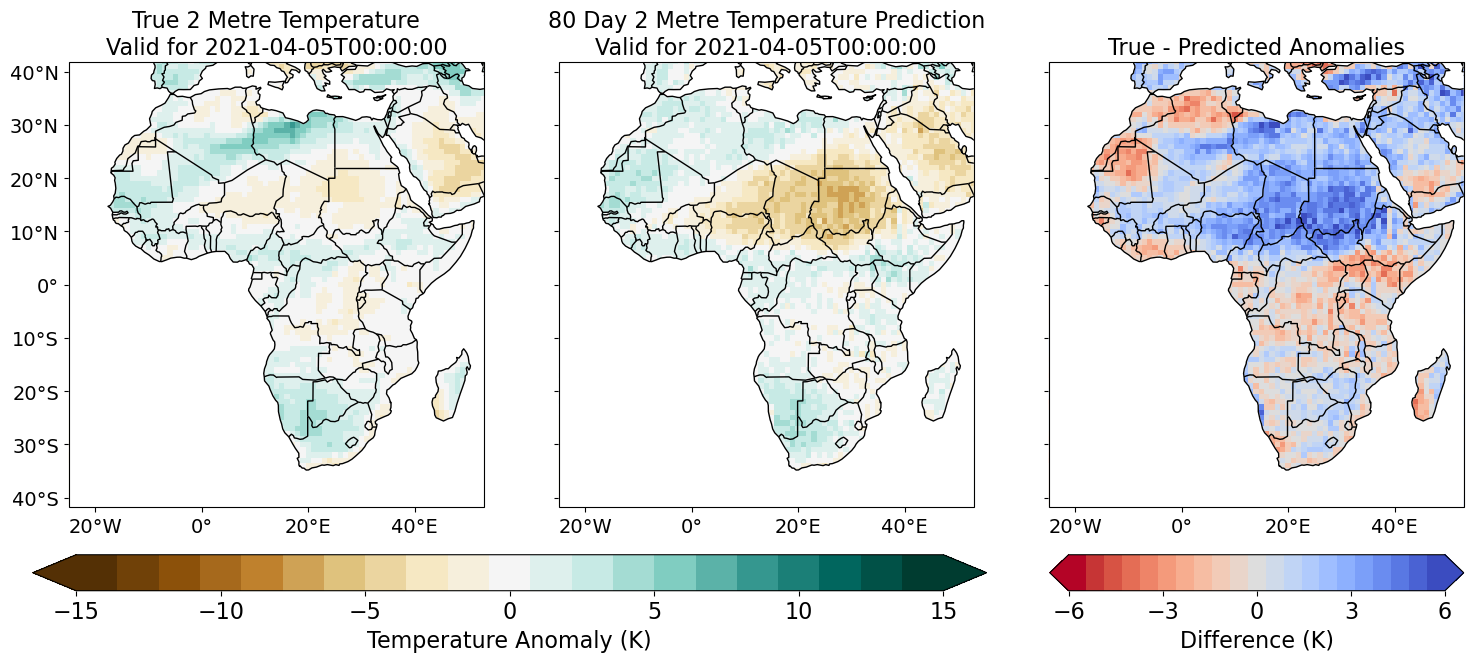 True 2 Metre Temperature
Valid for 2021-04-05T00:00:00
80 Day 2 Metre Temperature Prediction
Valid for 2021-04-05T00:00:00
True - Predicted Anomalies
40°N
30°N
20°N
10°N
0°
10°S
20°S
30°S
40°S
20°W 0° 20°E 40°E
20°W 0° 20°E 40°E
20°W 0° 20°E 40°E
−15 −10 −5 0 5 10 15
Temperature Anomaly (K)
−6 −3 0 3 6
Difference (K)